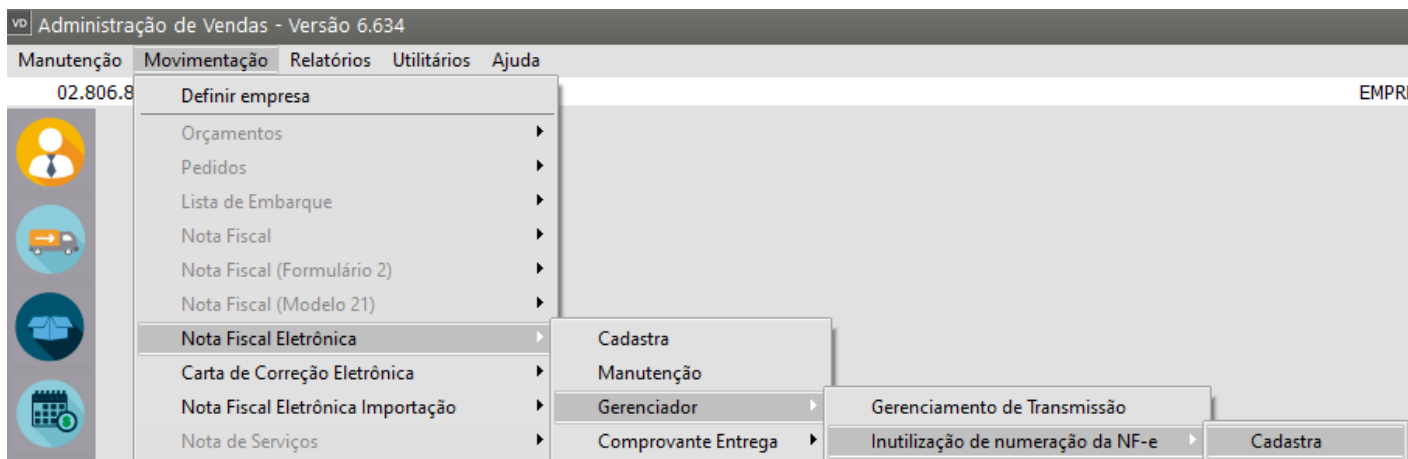 VD Administração de Vendas - Versão 6.634
Manutenção Movimentação Relatórios Utilitários Ajuda
02.806.8 EMPR
Definir empresa
Orçamentos
Pedidos
Lista de Embarque
Nota Fiscal
Nota Fiscal (Formulário 2)
Nota Fiscal (Modelo 21)
Nota Fiscal Eletrônica Cadastra
Carta de Correção Eletrônica Manutenção
Nota Fiscal Eletrônica Importação Gerenciador Gerenciamento de Transmissão
Nota de Serviços Comprovante Entrega Inutilização de numeração da NF-e Cadastra